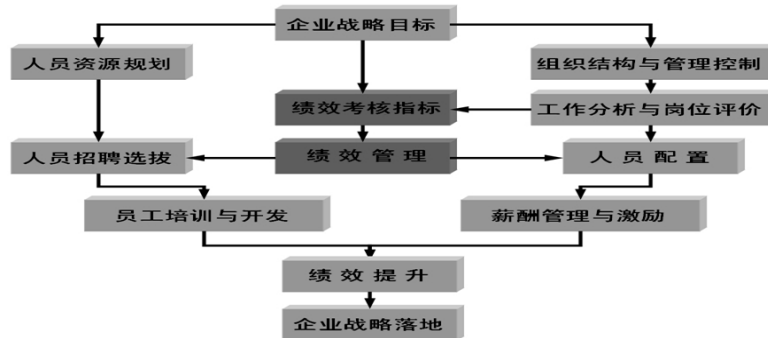 企业战略目标
人员资源规划
组织结构与管理控制
绩效考核指标
工作分析与岗位评价
人员招聘选拔
绩效管理
人员配置
员工培训与开发
薪酬管理与激励
绩效提升
企业战略落地